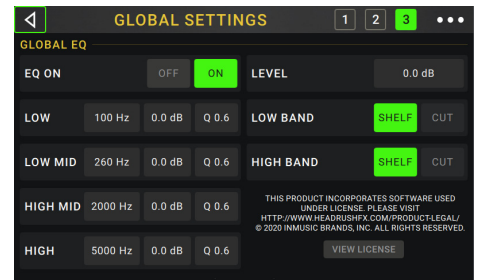 GLOBAL SETTINGS 1 2 3
GLOBAL EQ
EQ ON OFF ON LEVEL 0.0 dB
LOW 100 Hz 0.0 dB Q 0.6 LOW BAND SHELF CUT
LOW MID 260 Hz 0.0 dB Q 0.6 HIGH BAND SHELF CUT
HIGH MID 2000 Hz 0.0 dB Q 0.6
HIGH 5000 Hz 0.0 dB Q 0.6
THIS PRODUCT INCORPORATES SOFTWARE USED
UNDER LICENSE. PLEASE VISIT
HTTP://WWW.HEADRUSHFX.COM/PRODUCT-LEGAL/
© 2020 INMUSIC BRANDS, INC. ALL RIGHTS RESERVED.
VIEW LICENSE